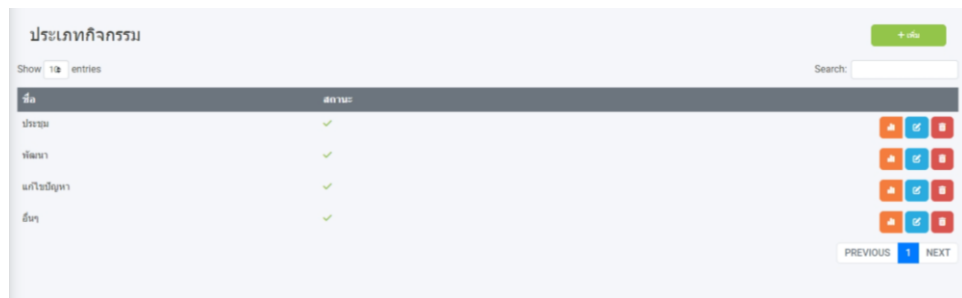 ประเภทกิจกรรม
+ เพิ่ม
Show 10 entries
Search:
ชื่อ สถานะ
ประชุม
พัฒนา
แก้ไขปัญหา
อื่นๆ
PREVIOUS 1 NEXT